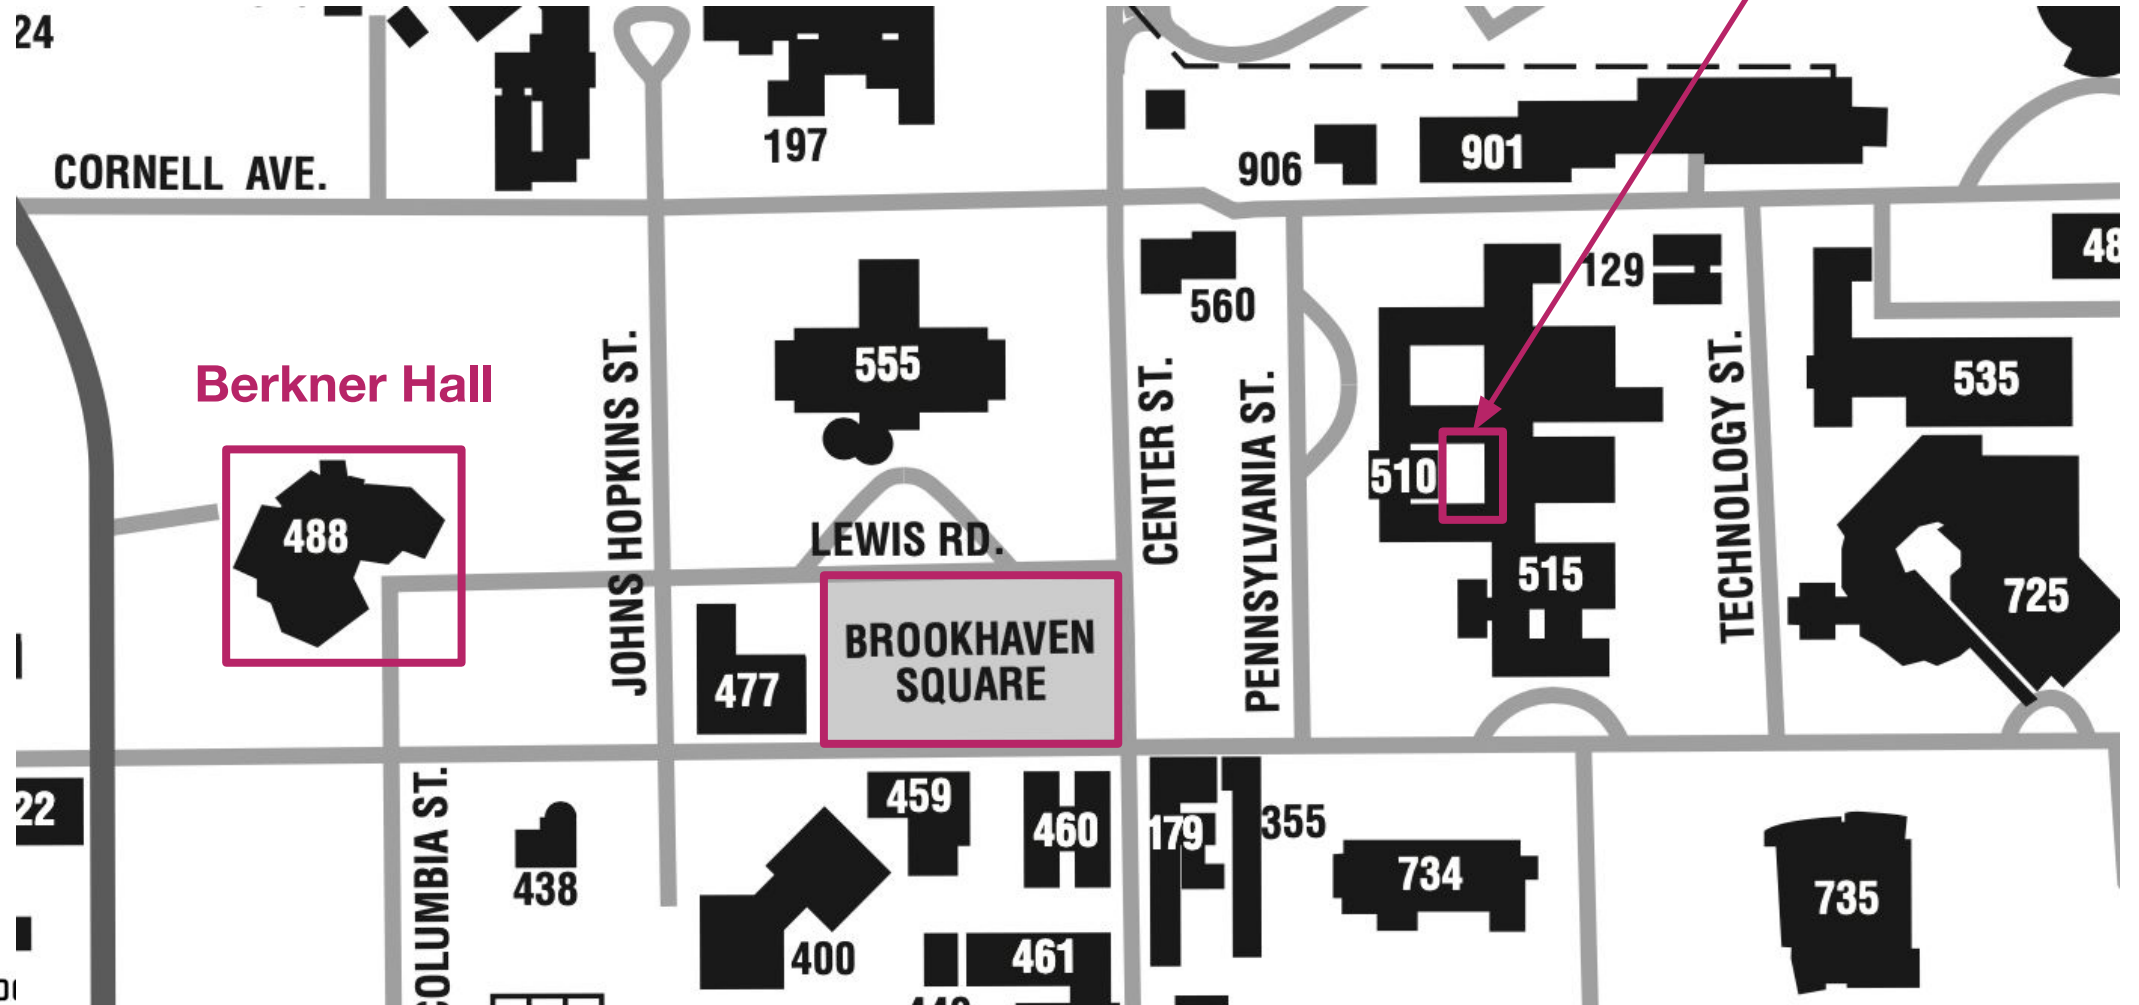 24
197
CORNELL AVE.
906
901
129
48
560
555
535
Berkner Hall
JOHNS HOPKINS ST.
CENTER ST.
PENNSYLVANIA ST.
TECHNOLOGY ST.
510
488
LEWIS RD.
515
725
BROOKHAVEN
SQUARE
477
22
COLUMBIA ST.
438
459
460
179
355
734
735
400
461